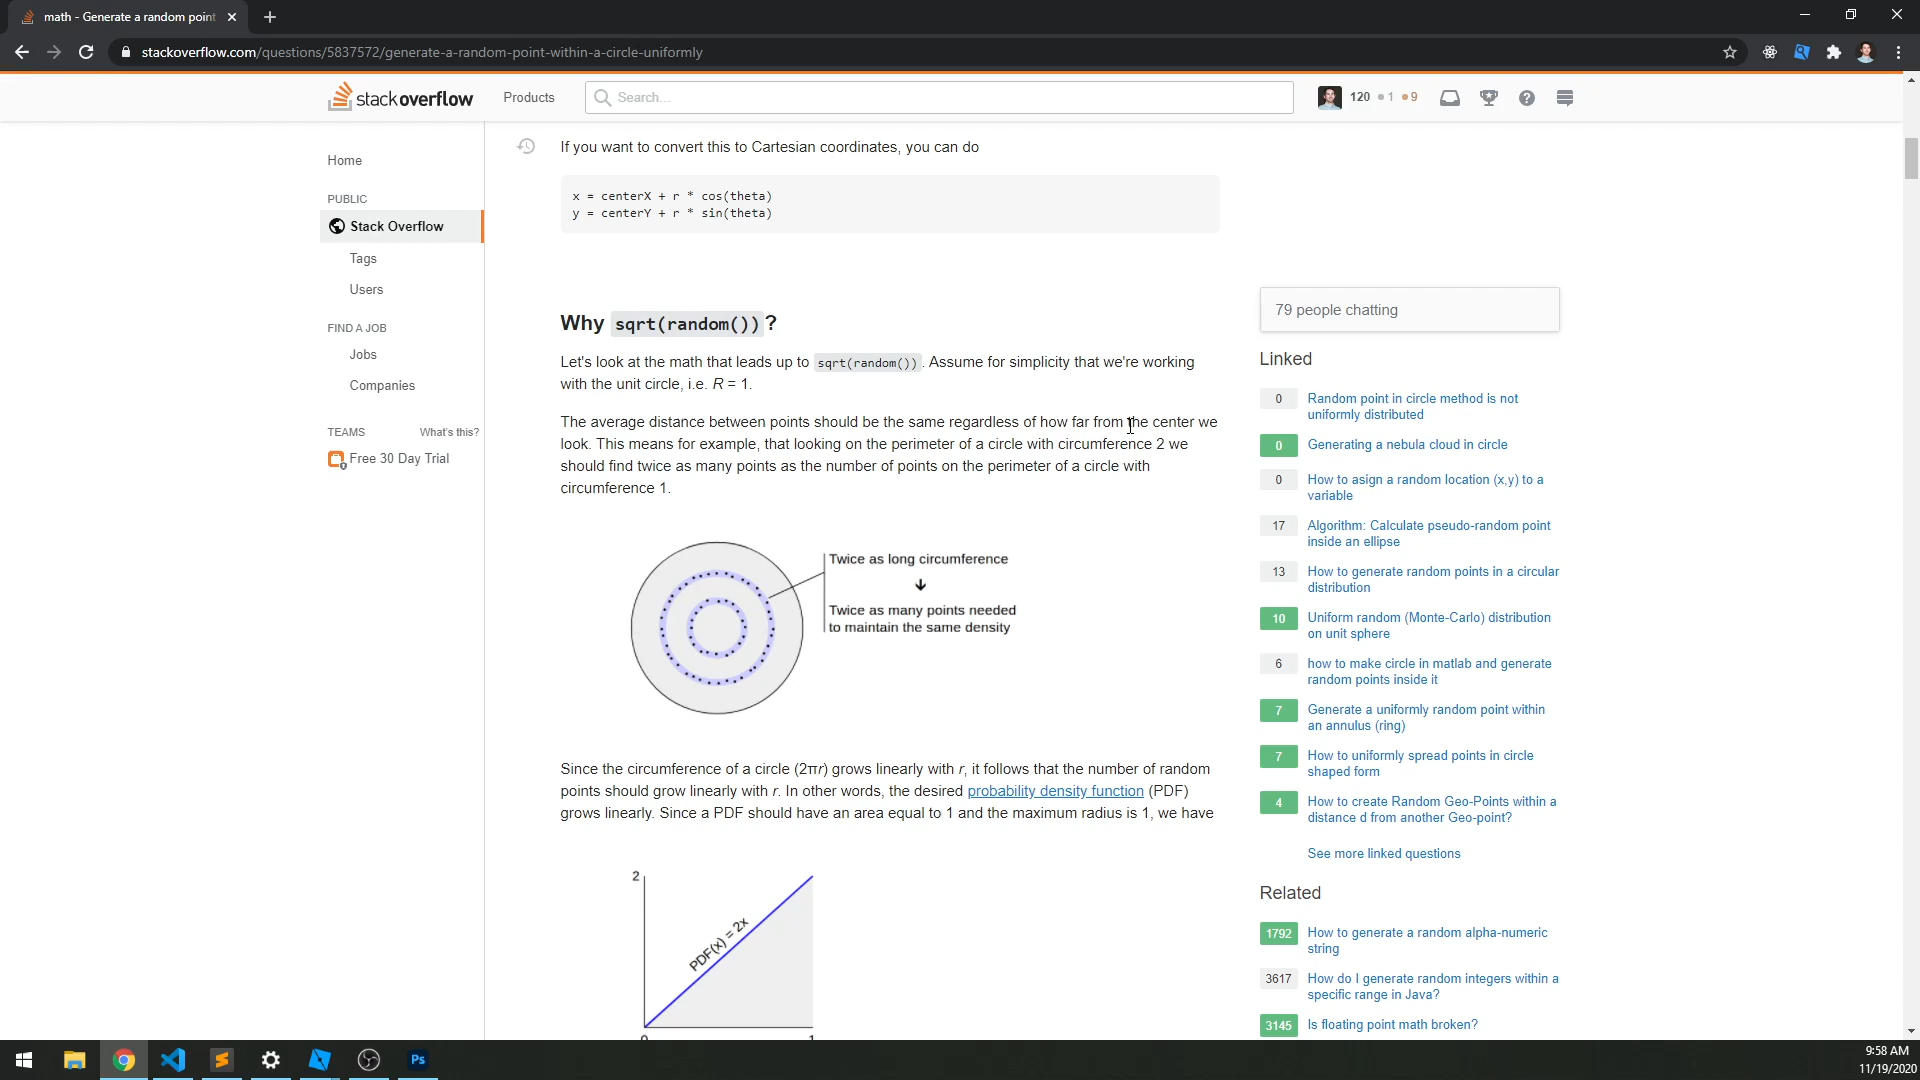 math - Generate a random point
stackoverflow.com/questions/5837572/generate-a-random-point-within-a-circle-uniformly
stackoverflow
Products
Search...
120 1 9
Home
PUBLIC
Stack Overflow
Tags
Users
FIND A JOB
Jobs
Companies
TEAMS What's this?
Free 30 Day Trial
If you want to convert this to Cartesian coordinates, you can do
x = centerX + r * cos(theta)
y = centerY + r * sin(theta)
Why sqrt(random())?
Let's look at the math that leads up to sqrt(random()). Assume for simplicity that we're working
with the unit circle, i.e. R = 1.
The average distance between points should be the same regardless of how far from the center we
look. This means for example, that looking on the perimeter of a circle with circumference 2 we
should find twice as many points as the number of points on the perimeter of a circle with
circumference 1.
Twice as long circumference
↓
Twice as many points needed
to maintain the same density
Since the circumference of a circle (2πr) grows linearly with r, it follows that the number of random
points should grow linearly with r. In other words, the desired probability density function (PDF)
grows linearly. Since a PDF should have an area equal to 1 and the maximum radius is 1, we have
2
PDF(x) = 2x
0 1
79 people chatting
Linked
0 Random point in circle method is not
uniformly distributed
0 Generating a nebula cloud in circle
0 How to asign a random location (x,y) to a
variable
17 Algorithm: Calculate pseudo-random point
inside an ellipse
13 How to generate random points in a circular
distribution
10 Uniform random (Monte-Carlo) distribution
on unit sphere
6 how to make circle in matlab and generate
random points inside it
7 Generate a uniformly random point within
an annulus (ring)
7 How to uniformly spread points in circle
shaped form
4 How to create Random Geo-Points within a
distance d from another Geo-point?
See more linked questions
Related
1792 How to generate a random alpha-numeric
string
3617 How do I generate random integers within a
specific range in Java?
3145 Is floating point math broken?
Ps
9:58 AM
11/19/2020